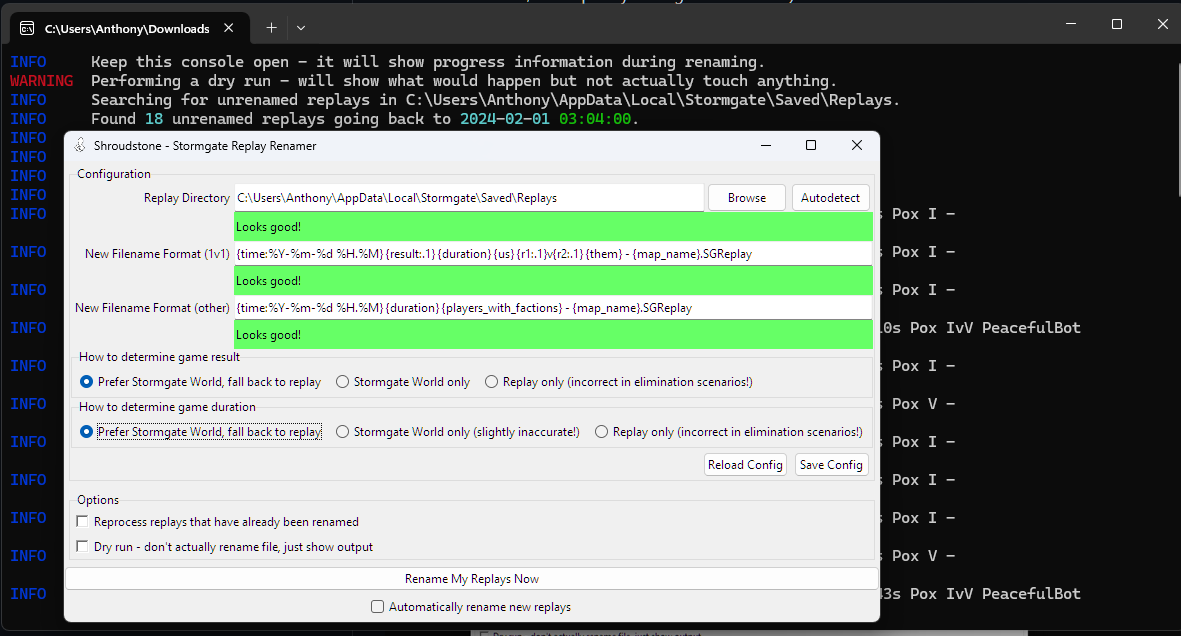 C:\Users\Anthony\Downloads
INFO Keep this console open - it will show progress information during renaming.
WARNING Performing a dry run - will show what would happen but not actually touch anything.
INFO Searching for unrenamed replays in C:\Users\Anthony\AppData\Local\Stormgate\Saved\Replays.
INFO Found 18 unrenamed replays going back to 2024-02-01 03:04:00.
INFO
INFO
INFO
INFO
INFO s Pox I -
INFO s Pox I -
INFO s Pox I -
INFO 10s Pox IvV PeacefulBot
INFO s Pox I -
INFO s Pox V -
INFO s Pox I -
INFO s Pox I -
INFO s Pox I -
INFO s Pox V -
INFO 43s Pox IvV PeacefulBot
Shroudstone - Stormgate Replay Renamer
Configuration
Replay Directory C:\Users\Anthony\AppData\Local\Stormgate\Saved\Replays Browse Autodetect
Looks good!
New Filename Format (1v1) {time:%Y-%m-%d %H.%M} {result:.1} {duration} {us} {r1:.1}v{r2:.1} {them} - {map_name}.SGReplay
Looks good!
New Filename Format (other) {time:%Y-%m-%d %H.%M} {duration} {players_with_factions} - {map_name}.SGReplay
Looks good!
How to determine game result
Prefer Stormgate World, fall back to replay Stormgate World only Replay only (incorrect in elimination scenarios!)
How to determine game duration
Prefer Stormgate World, fall back to replay Stormgate World only (slightly inaccurate!) Replay only (incorrect in elimination scenarios!)
Reload Config Save Config
Options
Reprocess replays that have already been renamed
Dry run - don't actually rename file, just show output
Rename My Replays Now
Automatically rename new replays